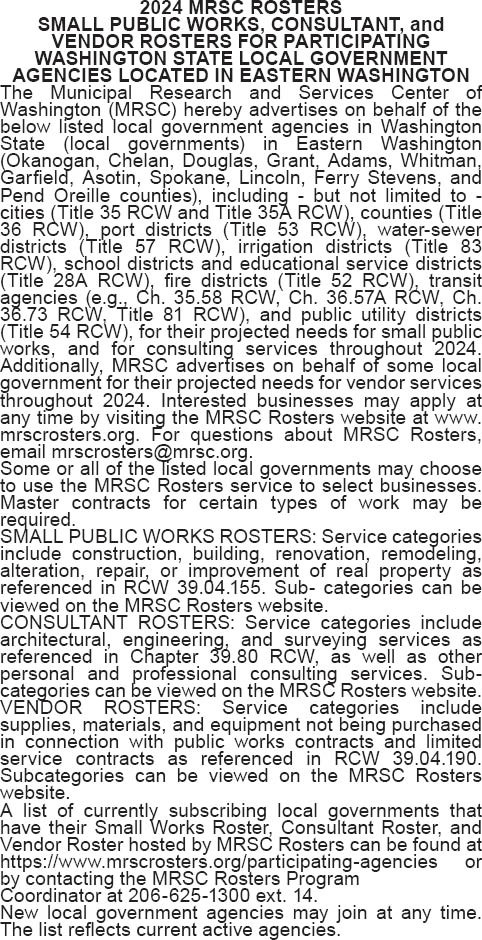 2024 MRSC ROSTERS
SMALL PUBLIC WORKS, CONSULTANT, and
VENDOR ROSTERS FOR PARTICIPATING
WASHINGTON STATE LOCAL GOVERNMENT
AGENCIES LOCATED IN EASTERN WASHINGTON
The Municipal Research and Services Center of
Washington (MRSC) hereby advertises on behalf of the
below listed local government agencies in Washington
State (local governments) in Eastern Washington
(Okanogan, Chelan, Douglas, Grant, Adams, Whitman,
Garfield, Asotin, Spokane, Lincoln, Ferry Stevens, and
Pend Oreille counties), including - but not limited to -
cities (Title 35 RCW and Title 35A RCW), counties (Title
36 RCW), port districts (Title 53 RCW), water-sewer
districts (Title 57 RCW), irrigation districts (Title 83
RCW), school districts and educational service districts
(Title 28A RCW), fire districts (Title 52 RCW), transit
agencies (e.g., Ch. 35.58 RCW, Ch. 36.57A RCW, Ch.
36.73 RCW, Title 81 RCW), and public utility districts
(Title 54 RCW), for their projected needs for small public
works, and for consulting services throughout 2024.
Additionally, MRSC advertises on behalf of some local
government for their projected needs for vendor services
throughout 2024. Interested businesses may apply at
any time by visiting the MRSC Rosters website at www.
mrscrosters.org. For questions about MRSC Rosters,
email mrscrosters@mrsc.org.
Some or all of the listed local governments may choose
to use the MRSC Rosters service to select businesses.
Master contracts for certain types of work may be
required.
SMALL PUBLIC WORKS ROSTERS: Service categories
include construction, building, renovation, remodeling,
alteration, repair, or improvement of real property as
referenced in RCW 39.04.155. Sub- categories can be
viewed on the MRSC Rosters website.
CONSULTANT ROSTERS: Service categories include
architectural, engineering, and surveying services as
referenced in Chapter 39.80 RCW, as well as other
personal and professional consulting services. Sub-
categories can be viewed on the MRSC Rosters website.
VENDOR ROSTERS: Service categories include
supplies, materials, and equipment not being purchased
in connection with public works contracts and limited
service contracts as referenced in RCW 39.04.190.
Subcategories can be viewed on the MRSC Rosters
website.
A list of currently subscribing local governments that
have their Small Works Roster, Consultant Roster, and
Vendor Roster hosted by MRSC Rosters can be found at
https://www.mrscrosters.org/participating-agencies or
by contacting the MRSC Rosters Program
Coordinator at 206-625-1300 ext. 14.
New local government agencies may join at any time.
The list reflects current active agencies.